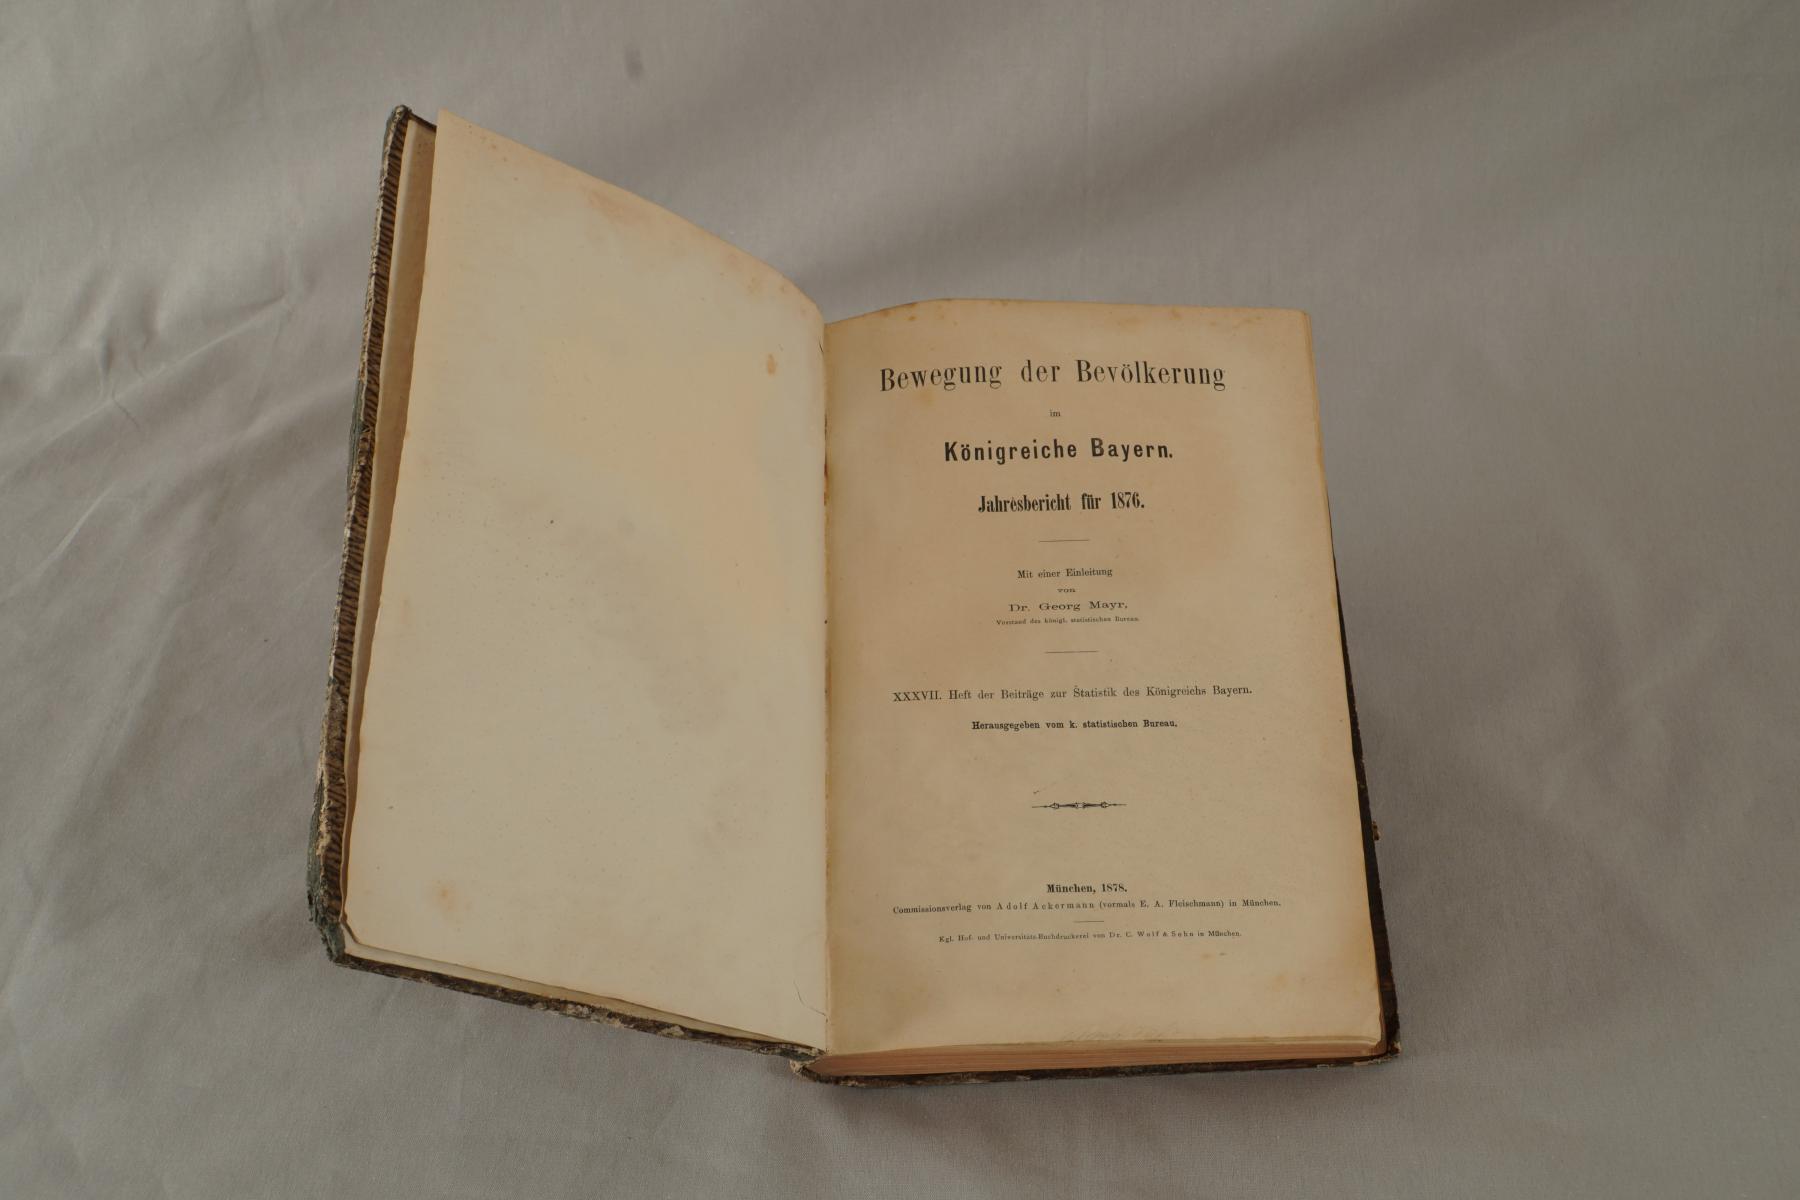 Bewegung der Bevölkerung
im
Königreiche Bayern.
Jahresbericht für 1876.
Mit einer Einleitung
von
Dr. Georg Mayr,
Vorstand des königl. statistischen Bureau.
XXXVII. Heft der Beiträge zur Statistik des Königreichs Bayern.
Herausgegeben vom k. statistischen Bureau.
München, 1878.
Commissionsverlag von Adolf Ackermann (vormals E. A. Fleischmann) in München.
Kgl. Hof- und Universitäts-Buchdruckerei von Dr. C. Wolf & Sohn in München.